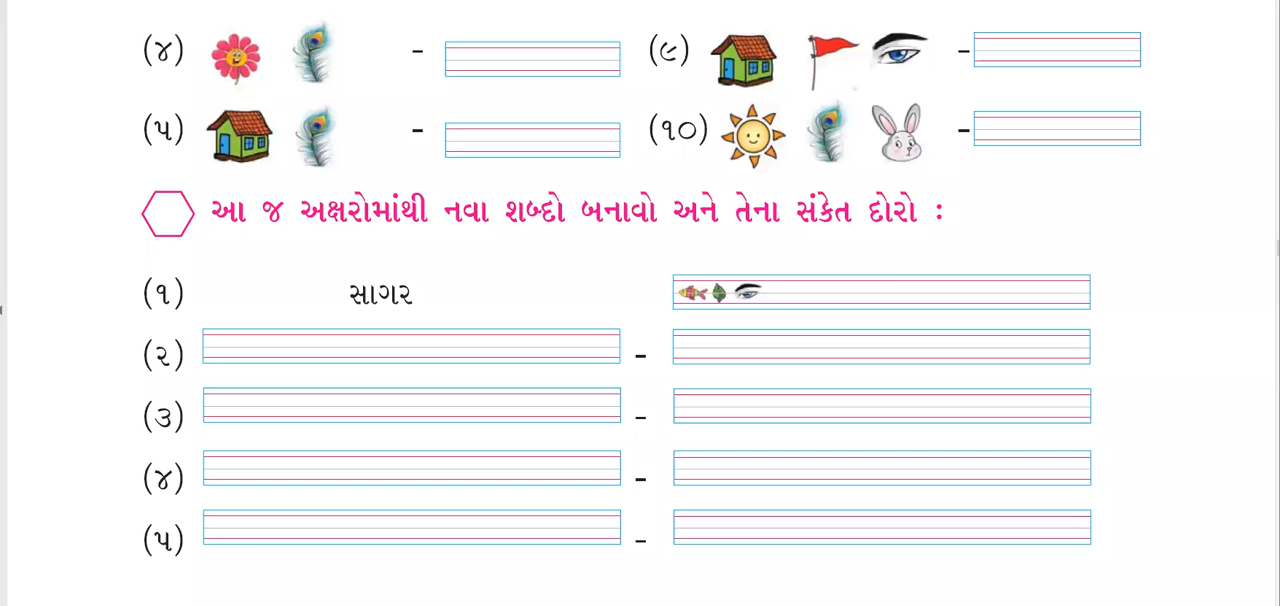 (૪) - (૯) -
(૫) - (૧૦) -
આ જ અક્ષરોમાંથી નવા શબ્દો બનાવો અને તેના સંકેત દોરો :
(૧) સાગર
(૨) -
(૩) -
(૪) -
(૫) -